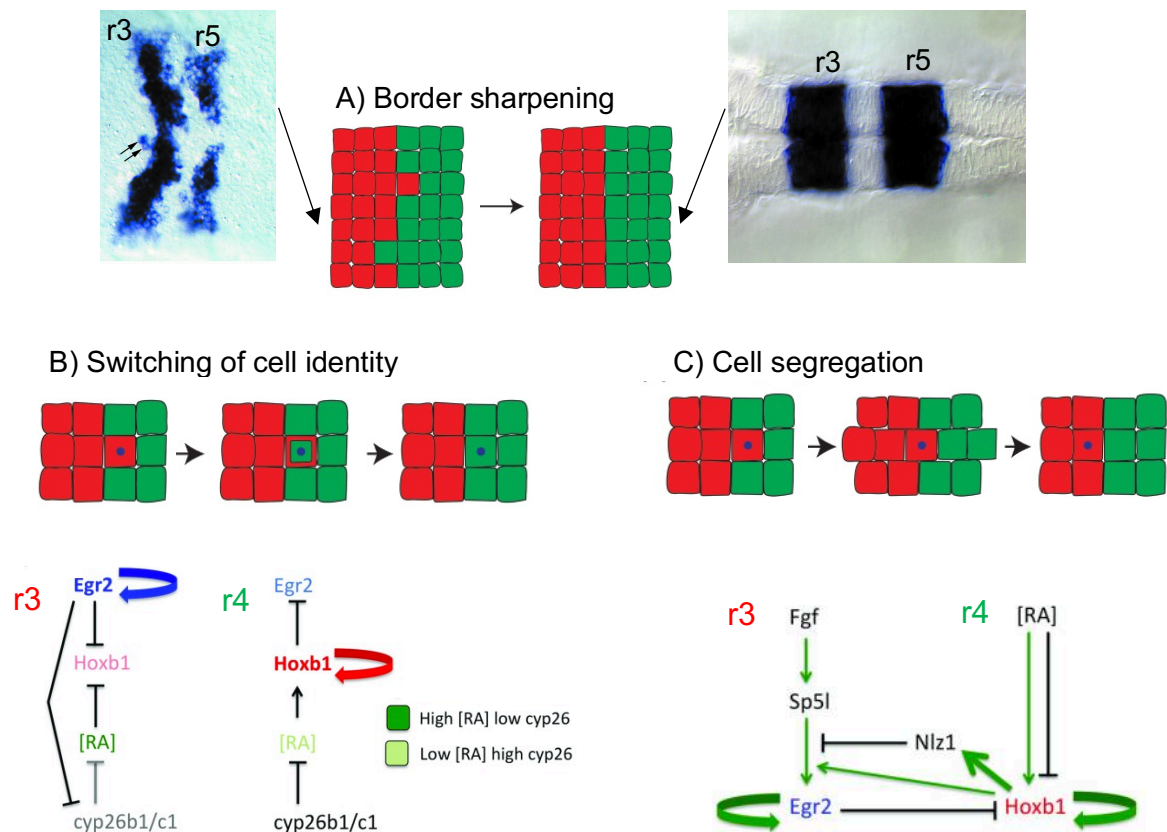 r3
r5
r3
r5
A) Border sharpening
B) Switching of cell identity
C) Cell segregation
r3
Egr2
Hoxb1
[RA]
cyp26b1/c1
r4
Egr2
Hoxb1
[RA]
cyp26b1/c1
High [RA] low cyp26
Low [RA] high cyp26
r3
Fgf
r4
[RA]
Sp5l
Nlz1
Egr2
Hoxb1